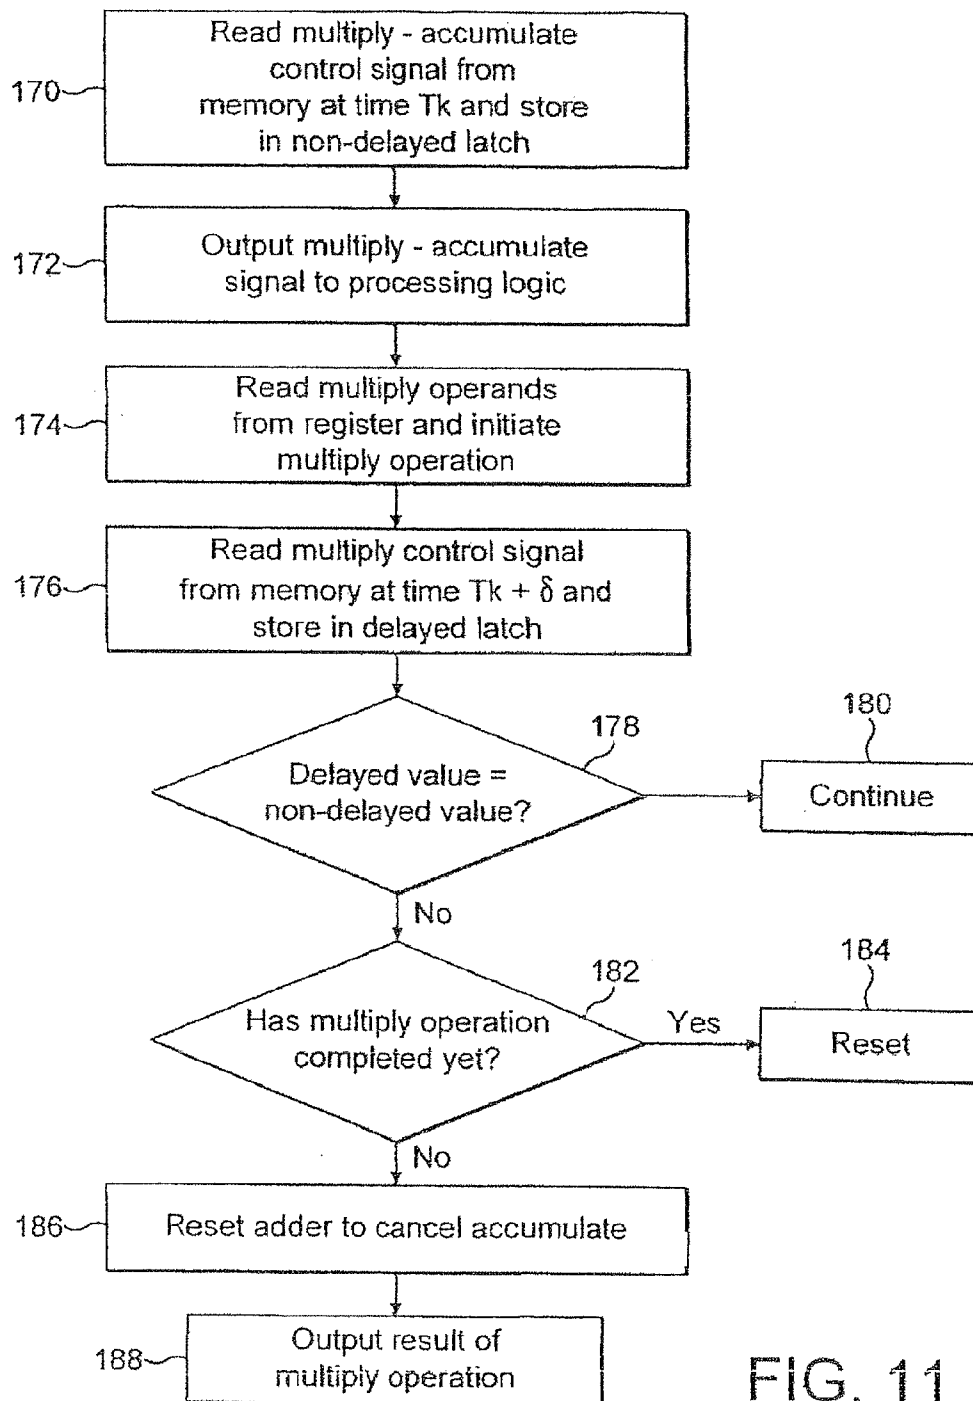 Read multiply - accumulate
control signal from
memory at time Tk and store
in non-delayed latch
170
Output multiply - accumulate
signal to processing logic
172
Read multiply operands
from register and initiate
multiply operation
174
Read multiply control signal
from memory at time Tk + δ and
store in delayed latch
176
Delayed value =
non-delayed value?
178
180
Continue
No
Has multiply operation
completed yet?
182
Yes
184
Reset
No
186
Reset adder to cancel accumulate
188
Output result of
multiply operation
FIG. 11